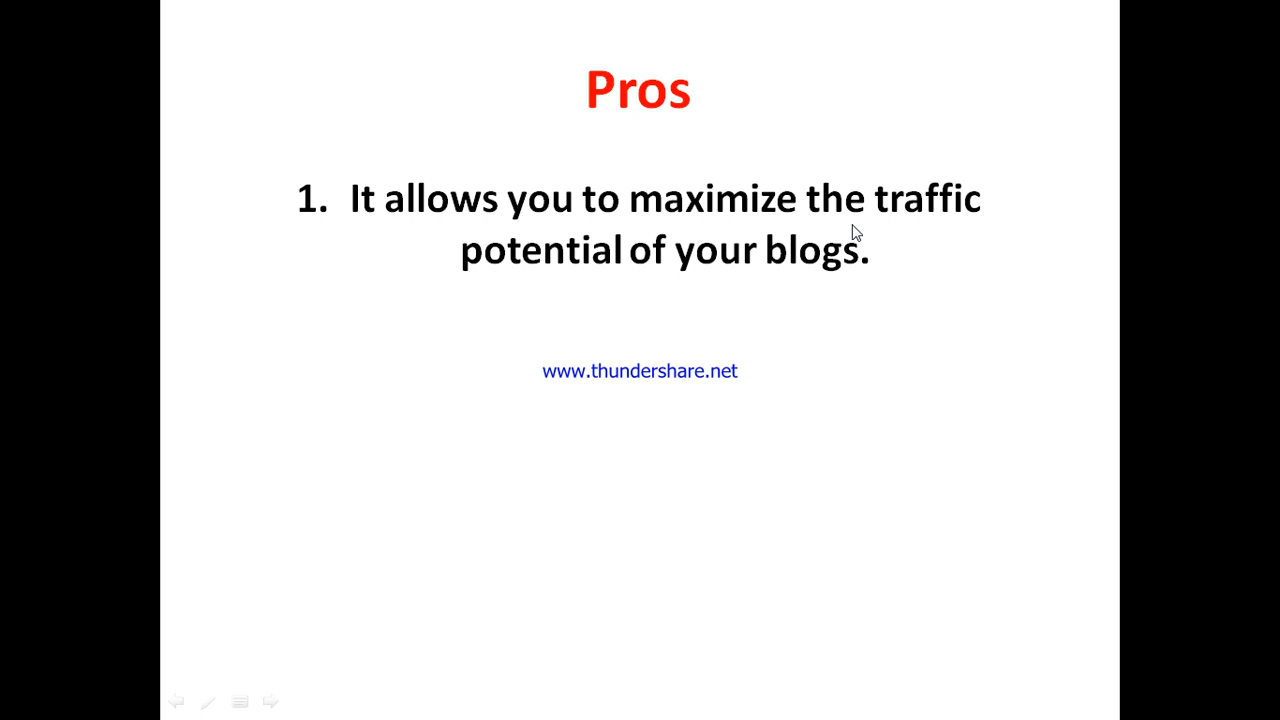 Pros
1. It allows you to maximize the traffic
potential of your blogs.
www.thundershare.net